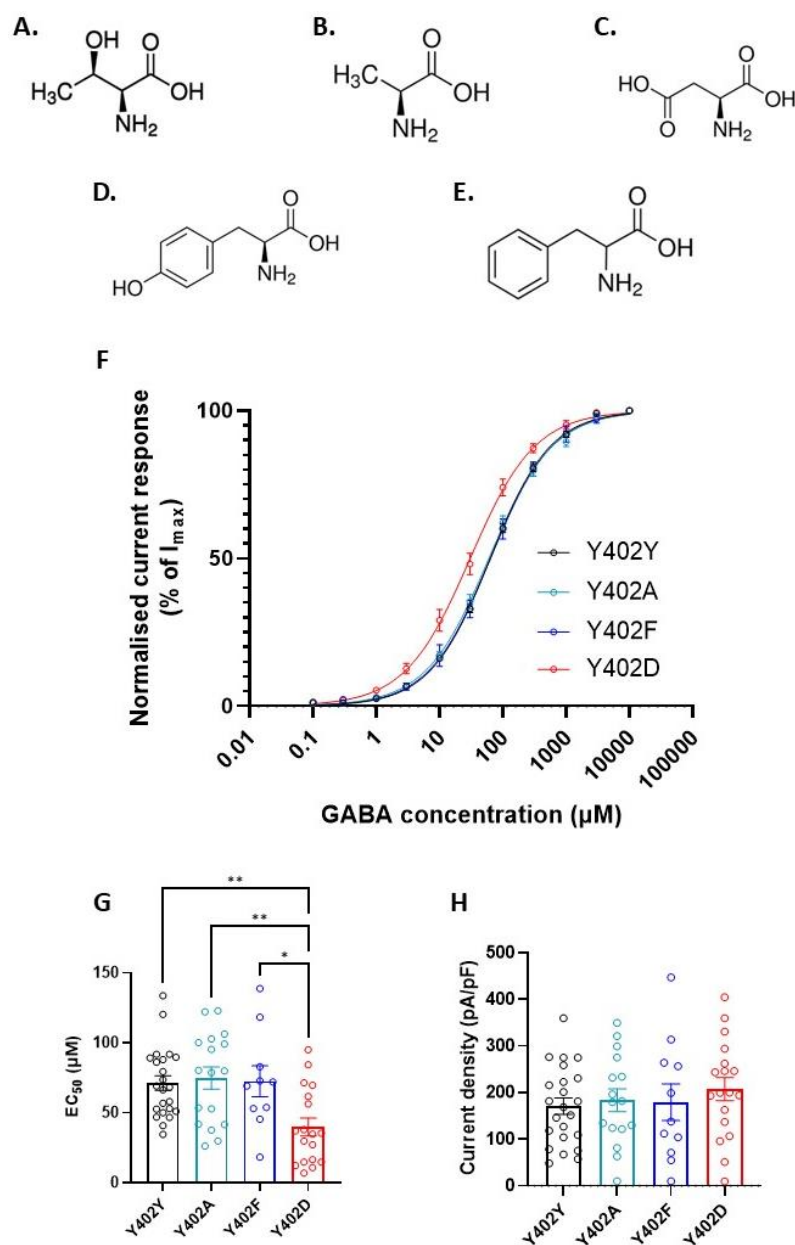 A.
B.
C.
OH O
H₃C OH
NH₂
O
H₃C OH
NH₂
O
HO OH
O NH₂
D.
E.
O
OH
NH₂
HO
O
OH
NH₂
F
Normalised current response
(% of Imax)
100
50
0
0.01 0.1 1 10 100 1000 10000 100000
GABA concentration (µM)
Y402Y
Y402A
Y402F
Y402D
G
**
**
*
EC₅₀ (µM)
150
100
50
0
Y402Y Y402A Y402F Y402D
H
Current density (pA/pF)
500
400
300
200
100
0
Y402Y Y402A Y402F Y402D